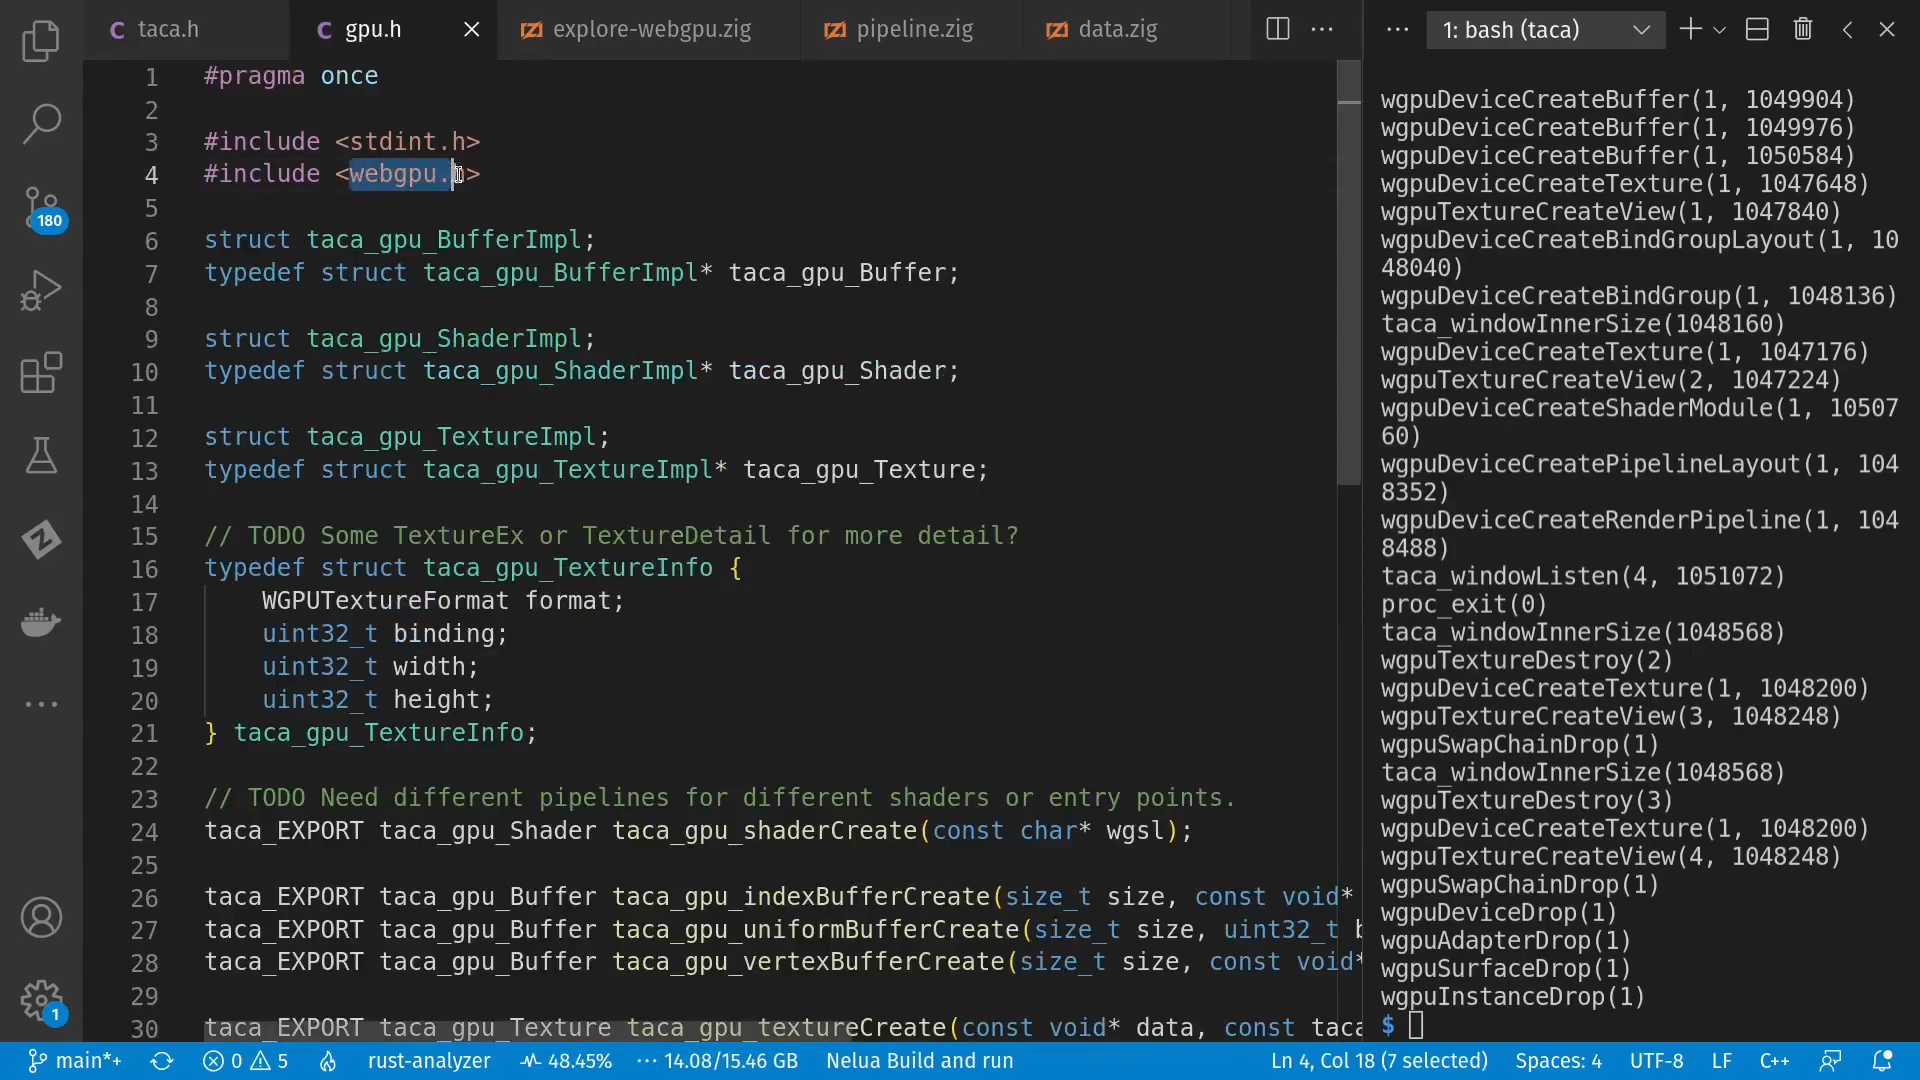 taca.h
gpu.h
explore-webgpu.zig
pipeline.zig
data.zig
1: bash (taca)
1 #pragma once
2
3 #include <stdint.h>
4 #include <webgpu.h>
5
6 struct taca_gpu_BufferImpl;
7 typedef struct taca_gpu_BufferImpl* taca_gpu_Buffer;
8
9 struct taca_gpu_ShaderImpl;
10 typedef struct taca_gpu_ShaderImpl* taca_gpu_Shader;
11
12 struct taca_gpu_TextureImpl;
13 typedef struct taca_gpu_TextureImpl* taca_gpu_Texture;
14
15 // TODO Some TextureEx or TextureDetail for more detail?
16 typedef struct taca_gpu_TextureInfo {
17 WGPUTextureFormat format;
18 uint32_t binding;
19 uint32_t width;
20 uint32_t height;
21 } taca_gpu_TextureInfo;
22
23 // TODO Need different pipelines for different shaders or entry points.
24 taca_EXPORT taca_gpu_Shader taca_gpu_shaderCreate(const char* wgsl);
25
26 taca_EXPORT taca_gpu_Buffer taca_gpu_indexBufferCreate(size_t size, const void*
27 taca_EXPORT taca_gpu_Buffer taca_gpu_uniformBufferCreate(size_t size, uint32_t b
28 taca_EXPORT taca_gpu_Buffer taca_gpu_vertexBufferCreate(size_t size, const void*
29
30 taca_EXPORT taca_gpu_Texture taca_gpu_textureCreate(const void* data, const taca
wgpuDeviceCreateBuffer(1, 1049904)
wgpuDeviceCreateBuffer(1, 1049976)
wgpuDeviceCreateBuffer(1, 1050584)
wgpuDeviceCreateTexture(1, 1047648)
wgpuTextureCreateView(1, 1047840)
wgpuDeviceCreateBindGroupLayout(1, 10
48040)
wgpuDeviceCreateBindGroup(1, 1048136)
taca_windowInnerSize(1048160)
wgpuDeviceCreateTexture(1, 1047176)
wgpuTextureCreateView(2, 1047224)
wgpuDeviceCreateShaderModule(1, 10507
60)
wgpuDeviceCreatePipelineLayout(1, 104
8352)
wgpuDeviceCreateRenderPipeline(1, 104
8488)
taca_windowListen(4, 1051072)
proc_exit(0)
taca_windowInnerSize(1048568)
wgpuTextureDestroy(2)
wgpuDeviceCreateTexture(1, 1048200)
wgpuTextureCreateView(3, 1048248)
wgpuSwapChainDrop(1)
taca_windowInnerSize(1048568)
wgpuTextureDestroy(3)
wgpuDeviceCreateTexture(1, 1048200)
wgpuTextureCreateView(4, 1048248)
wgpuSwapChainDrop(1)
wgpuDeviceDrop(1)
wgpuAdapterDrop(1)
wgpuSurfaceDrop(1)
wgpuInstanceDrop(1)
$
180
1
main*+ 0 5 rust-analyzer 48.45% 14.08/15.46 GB Nelua Build and run Ln 4, Col 18 (7 selected) Spaces: 4 UTF-8 LF C++